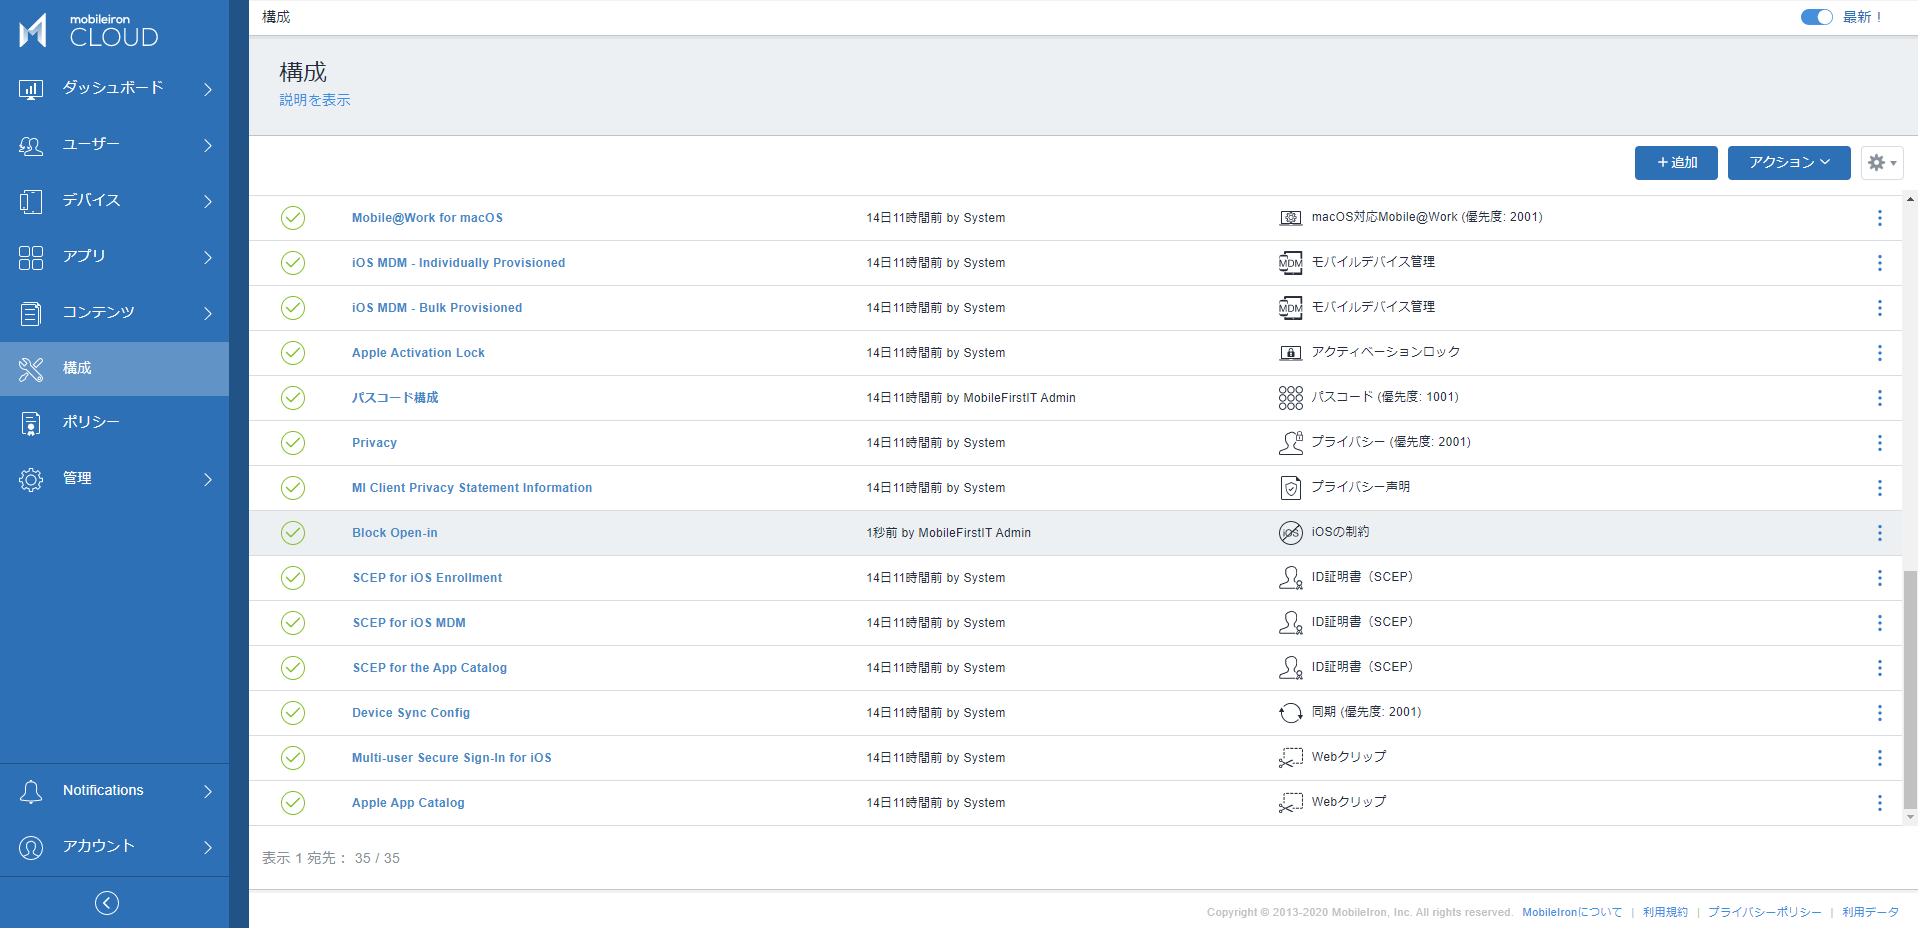 mobileiron
CLOUD
ダッシュボード
ユーザー
デバイス
アプリ
コンテンツ
構成
ポリシー
管理
Notifications
アカウント
構成
最新！
構成
説明を表示
+ 追加
アクション
Mobile@Work for macOS 14日11時間前 by System macOS対応Mobile@Work (優先度: 2001)
iOS MDM - Individually Provisioned 14日11時間前 by System MDM モバイルデバイス管理
iOS MDM - Bulk Provisioned 14日11時間前 by System MDM モバイルデバイス管理
Apple Activation Lock 14日11時間前 by System アクティベーションロック
パスコード構成 14日11時間前 by MobileFirstIT Admin パスコード (優先度: 1001)
Privacy 14日11時間前 by System プライバシー (優先度: 2001)
MI Client Privacy Statement Information 14日11時間前 by System プライバシー声明
Block Open-in 1秒前 by MobileFirstIT Admin iOS iOSの制約
SCEP for iOS Enrollment 14日11時間前 by System ID証明書（SCEP）
SCEP for iOS MDM 14日11時間前 by System ID証明書（SCEP）
SCEP for the App Catalog 14日11時間前 by System ID証明書（SCEP）
Device Sync Config 14日11時間前 by System 同期 (優先度: 2001)
Multi-user Secure Sign-In for iOS 14日11時間前 by System Webクリップ
Apple App Catalog 14日11時間前 by System Webクリップ
表示 1 宛先： 35 / 35
Copyright © 2013-2020 MobileIron, Inc. All rights reserved. MobileIronについて | 利用規約 | プライバシーポリシー | 利用データ